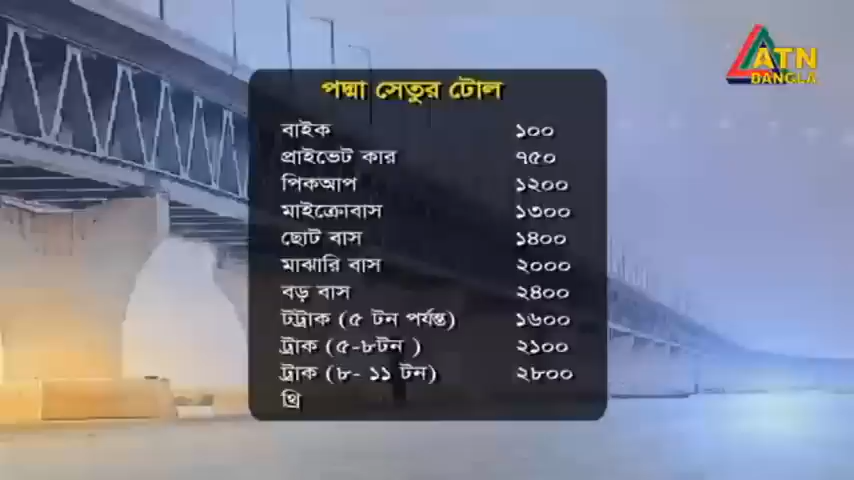 পদ্মা সেতুর টোল
বাইক ১০০
প্রাইভেট কার ৭৫০
পিকআপ ১২০০
মাইক্রোবাস ১৩০০
ছোট বাস ১৪০০
মাঝারি বাস ২০০০
বড় বাস ২৪০০
টট্রাক (৫ টন পর্যন্ত) ১৬০০
ট্রাক (৫-৮টন ) ২১০০
ট্রাক (৮- ১১ টন) ২৮০০
থ্রি
ATN
BANGLA